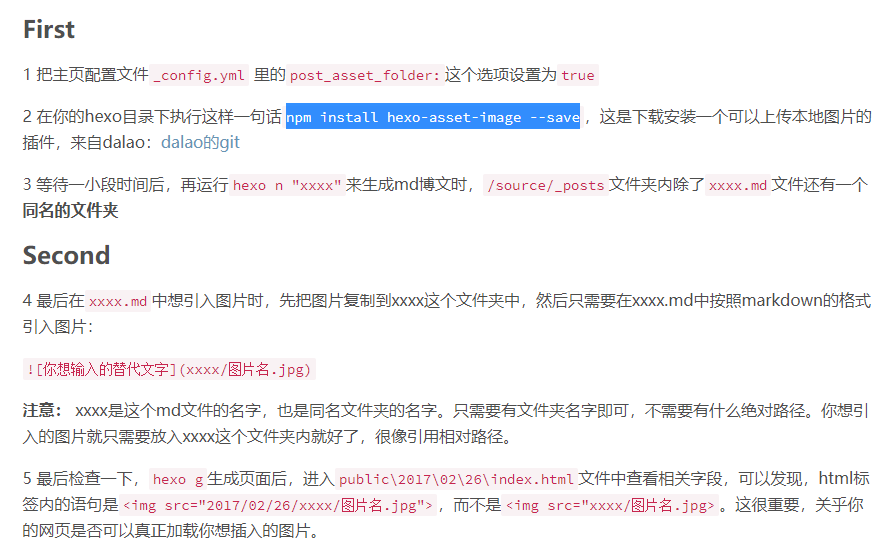 First
1 把主页配置文件 _config.yml 里的 post_asset_folder: 这个选项设置为 true
2 在你的hexo目录下执行这样一句话 npm install hexo-asset-image --save ，这是下载安装一个可以上传本地图片的
插件，来自dalao：dalao的git
3 等待一小段时间后，再运行 hexo n "xxxx" 来生成md博文时， /source/_posts 文件夹内除了 xxxx.md 文件还有一个
同名的文件夹
Second
4 最后在 xxxx.md 中想引入图片时，先把图片复制到xxxx这个文件夹中，然后只需要在xxxx.md中按照markdown的格式
引入图片：
![你想输入的替代文字](xxxx/图片名.jpg)
注意： xxxx是这个md文件的名字，也是同名文件夹的名字。只需要有文件夹名字即可，不需要有什么绝对路径。你想引
入的图片就只需要放入xxxx这个文件夹内就好了，很像引用相对路径。
5 最后检查一下， hexo g 生成页面后，进入 public\2017\02\26\index.html 文件中查看相关字段，可以发现，html标
签内的语句是 <img src="2017/02/26/xxxx/图片名.jpg"> ，而不是 <img src="xxxx/图片名.jpg> 。这很重要，关乎你
的网页是否可以真正加载你想插入的图片。